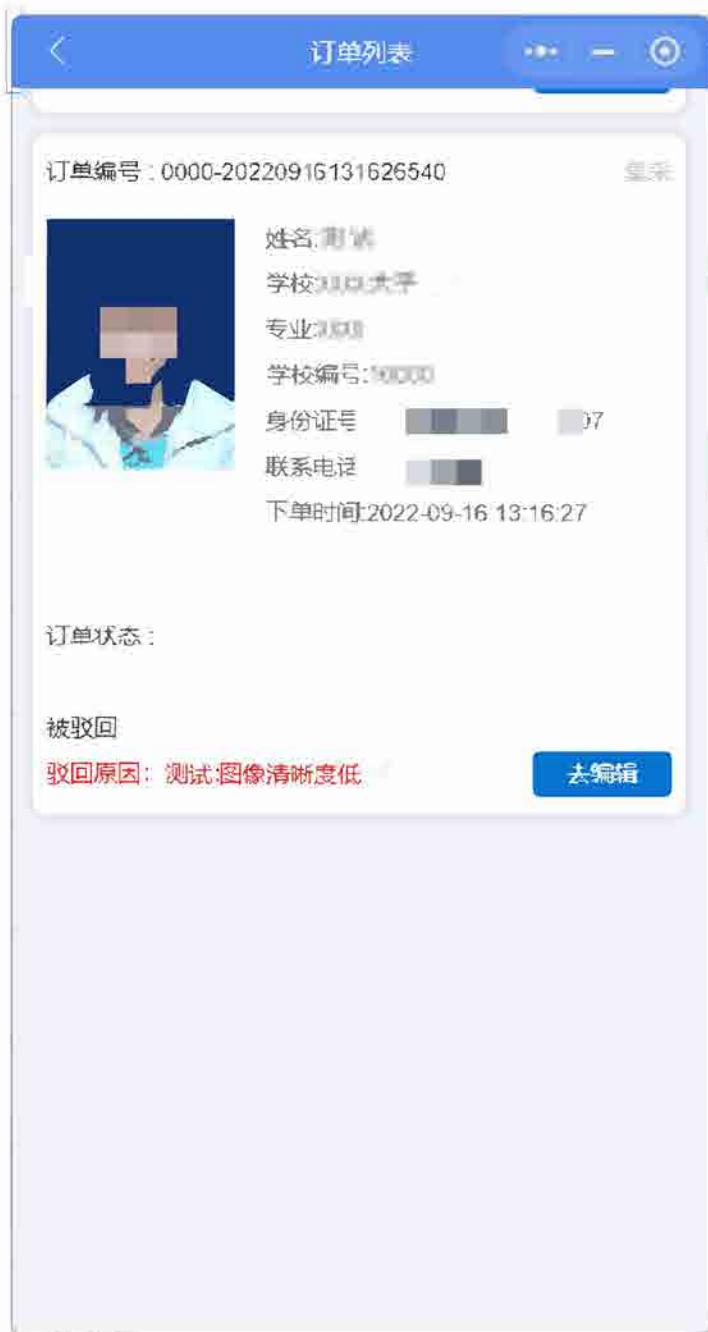 订单列表
订单编号：0000-20220916131626540
姓名:
学校: 大学
专业:
学校编号:
身份证号 07
联系电话
下单时间:2022-09-16 13:16:27
订单状态：
被驳回
驳回原因：测试:图像清晰度低
去编辑